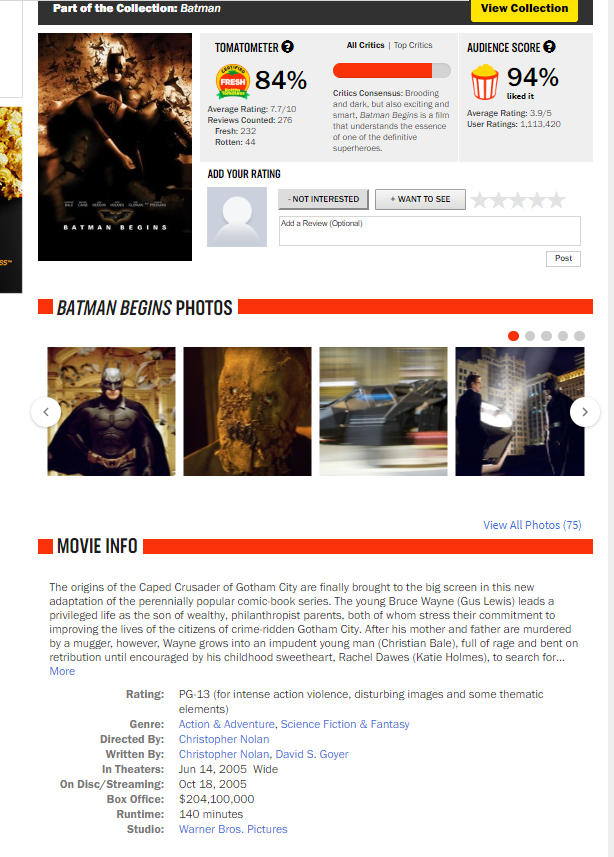 Part of the Collection: Batman
View Collection
TOMATOMETER ?
CERTIFIED
FRESH
84%
Average Rating: 7.7/10
Reviews Counted: 276
Fresh: 232
Rotten: 44
All Critics | Top Critics
Critics Consensus: Brooding
and dark, but also exciting and
smart, Batman Begins is a film
that understands the essence
of one of the definitive
superheroes.
AUDIENCE SCORE ?
94%
liked it
Average Rating: 3.9/5
User Ratings: 1,113,420
BATMAN BEGINS
ADD YOUR RATING
- NOT INTERESTED
+ WANT TO SEE
Add a Review (Optional)
Post
BATMAN BEGINS PHOTOS
View All Photos (75)
MOVIE INFO
The origins of the Caped Crusader of Gotham City are finally brought to the big screen in this new
adaptation of the perennially popular comic-book series. The young Bruce Wayne (Gus Lewis) leads a
privileged life as the son of wealthy, philanthropist parents, both of whom stress their commitment to
improving the lives of the citizens of crime-ridden Gotham City. After his mother and father are murdered
by a mugger, however, Wayne grows into an impudent young man (Christian Bale), full of rage and bent on
retribution until encouraged by his childhood sweetheart, Rachel Dawes (Katie Holmes), to search for...
More
Rating: PG-13 (for intense action violence, disturbing images and some thematic
elements)
Genre: Action & Adventure, Science Fiction & Fantasy
Directed By: Christopher Nolan
Written By: Christopher Nolan, David S. Goyer
In Theaters: Jun 14, 2005 Wide
On Disc/Streaming: Oct 18, 2005
Box Office: $204,100,000
Runtime: 140 minutes
Studio: Warner Bros. Pictures